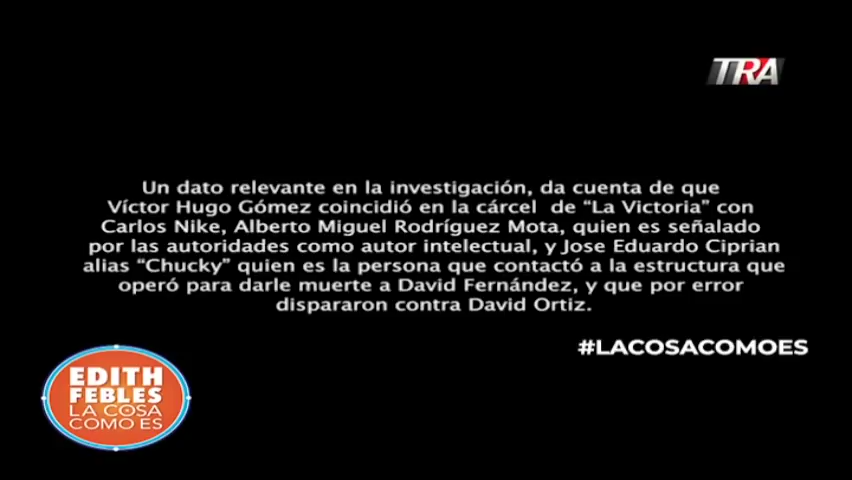 TRA
Un dato relevante en la investigación, da cuenta de que
Víctor Hugo Gómez coincidió en la cárcel  de “La Victoria” con
Carlos Nike, Alberto Miguel Rodríguez Mota, quien es señalado
por las autoridades como autor intelectual, y Jose Eduardo Ciprian
alias “Chucky” quien es la persona que contactó a la estructura que
operó para darle muerte a David Fernández, y que por error
dispararon contra David Ortiz.
#LACOSACOMOES
EDITH
FEBLES
LA COSA
COMO ES